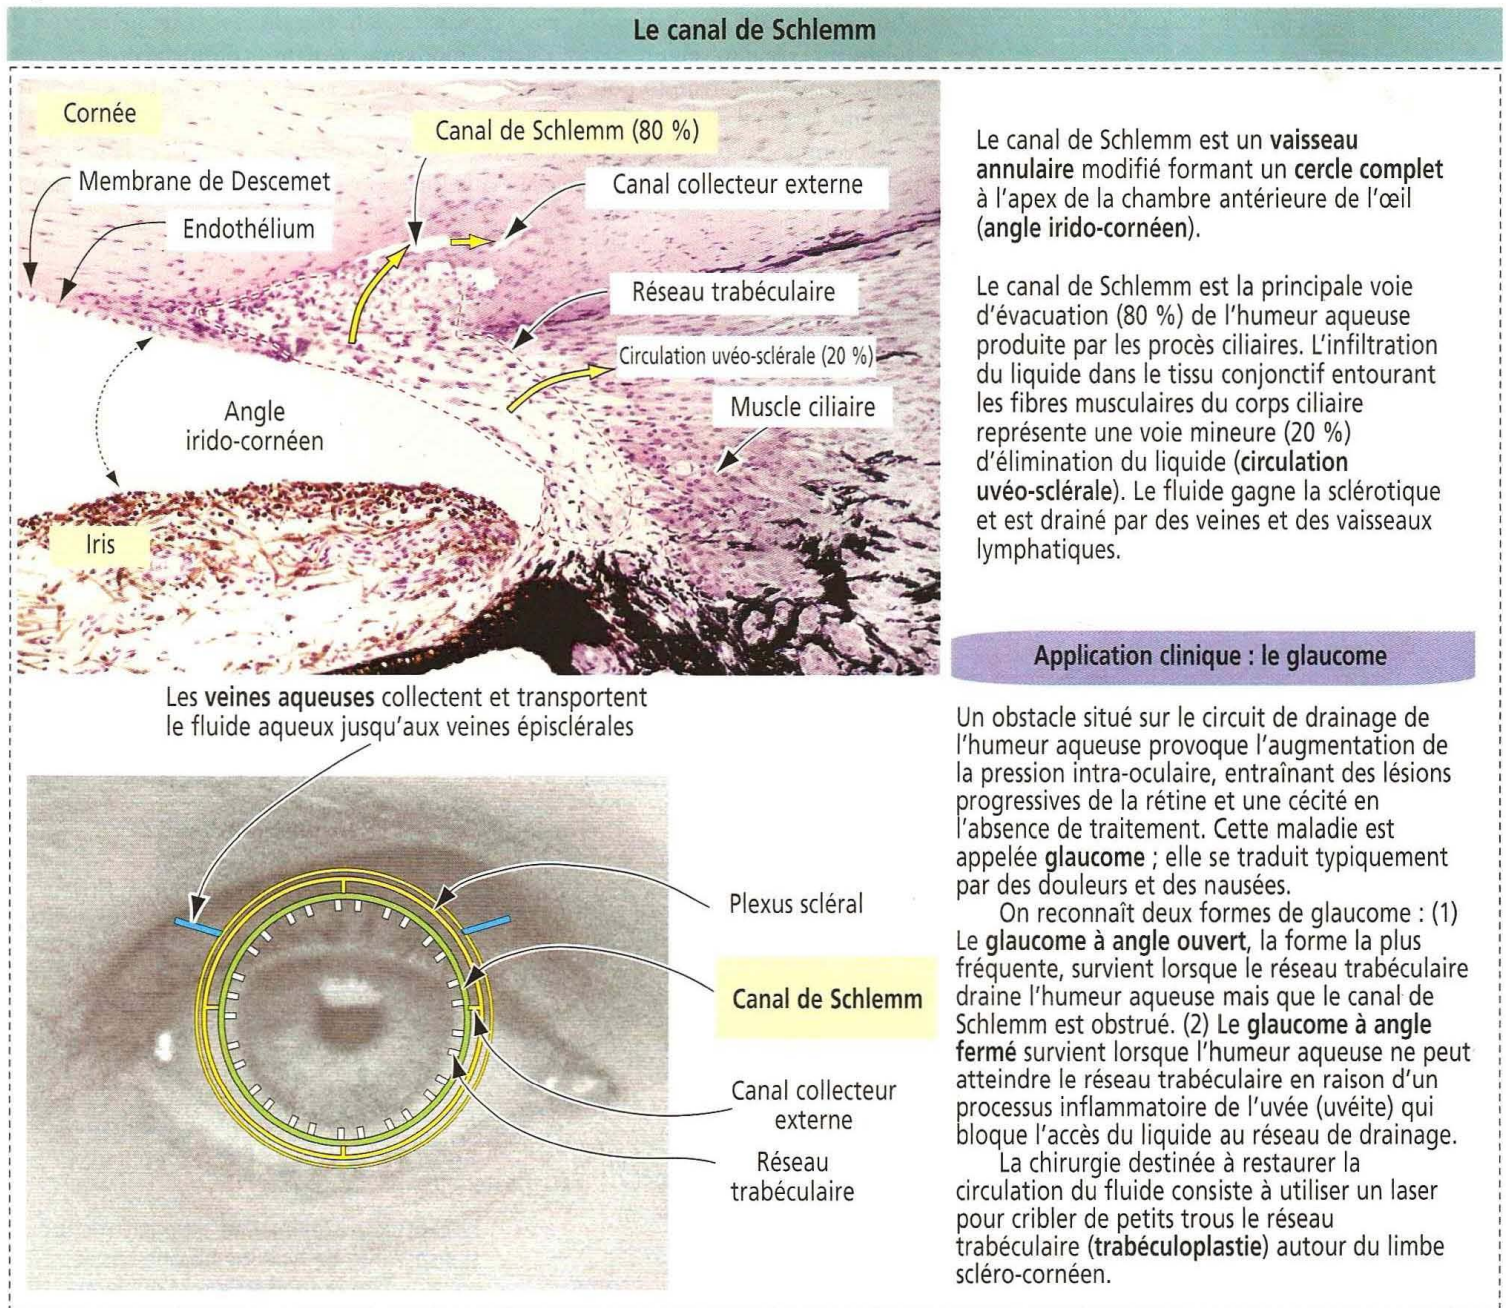 Le canal de Schlemm
Cornée
Canal de Schlemm (80 %)
Membrane de Descemet
Canal collecteur externe
Endothélium
Réseau trabéculaire
Circulation uvéo-sclérale (20 %)
Muscle ciliaire
Angle
irido-cornéen
Iris
Le canal de Schlemm est un vaisseau
annulaire modifié formant un cercle complet
à l'apex de la chambre antérieure de l'œil
(angle irido-cornéen).
Le canal de Schlemm est la principale voie
d'évacuation (80 %) de l'humeur aqueuse
produite par les procès ciliaires. L'infiltration
du liquide dans le tissu conjonctif entourant
les fibres musculaires du corps ciliaire
représente une voie mineure (20 %)
d'élimination du liquide (circulation
uvéo-sclérale). Le fluide gagne la sclérotique
et est drainé par des veines et des vaisseaux
lymphatiques.
Les veines aqueuses collectent et transportent
le fluide aqueux jusqu'aux veines épisclérales
Plexus scléral
Canal de Schlemm
Canal collecteur
externe
Réseau
trabéculaire
Application clinique : le glaucome
Un obstacle situé sur le circuit de drainage de
l'humeur aqueuse provoque l'augmentation de
la pression intra-oculaire, entraînant des lésions
progressives de la rétine et une cécité en
l'absence de traitement. Cette maladie est
appelée glaucome ; elle se traduit typiquement
par des douleurs et des nausées.
On reconnaît deux formes de glaucome : (1)
Le glaucome à angle ouvert, la forme la plus
fréquente, survient lorsque le réseau trabéculaire
draine l'humeur aqueuse mais que le canal de
Schlemm est obstrué. (2) Le glaucome à angle
fermé survient lorsque l'humeur aqueuse ne peut
atteindre le réseau trabéculaire en raison d'un
processus inflammatoire de l'uvée (uvéite) qui
bloque l'accès du liquide au réseau de drainage.
La chirurgie destinée à restaurer la
circulation du fluide consiste à utiliser un laser
pour cribler de petits trous le réseau
trabéculaire (trabéculoplastie) autour du limbe
scléro-cornéen.